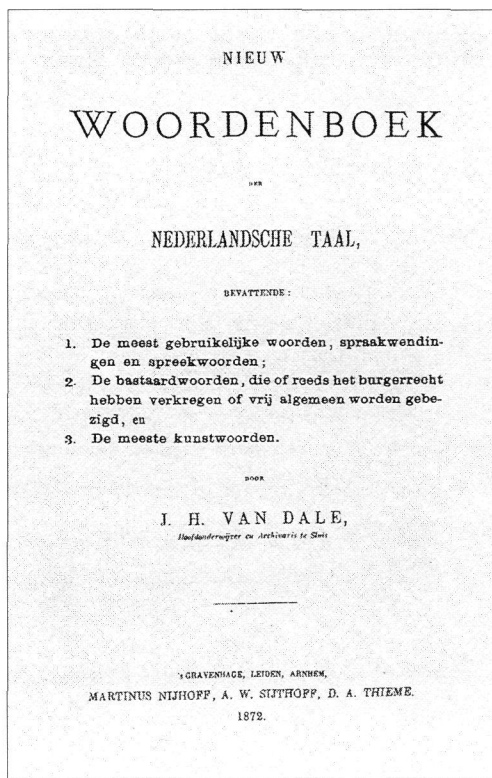 NIEUW
WOORDENBOEK
DER
NEDERLANDSCHE TAAL,
BEVATTENDE:
1. De meest gebruikelijke woorden, spraakwendin-
gen en spreekwoorden;
2. De bastaardwoorden, die of reeds het burgerrecht
hebben verkregen of vrij algemeen worden gebe-
zigd, en
3. De meeste kunstwoorden.
DOOR
J. H. VAN DALE,
Hoofdonderwijzer en Archivaris te Sluis
'S GRAVENHAGE, LEIDEN, ARNHEM,
MARTINUS NIJHOFF, A. W. SIJTHOFF, D. A. THIEME.
1872.